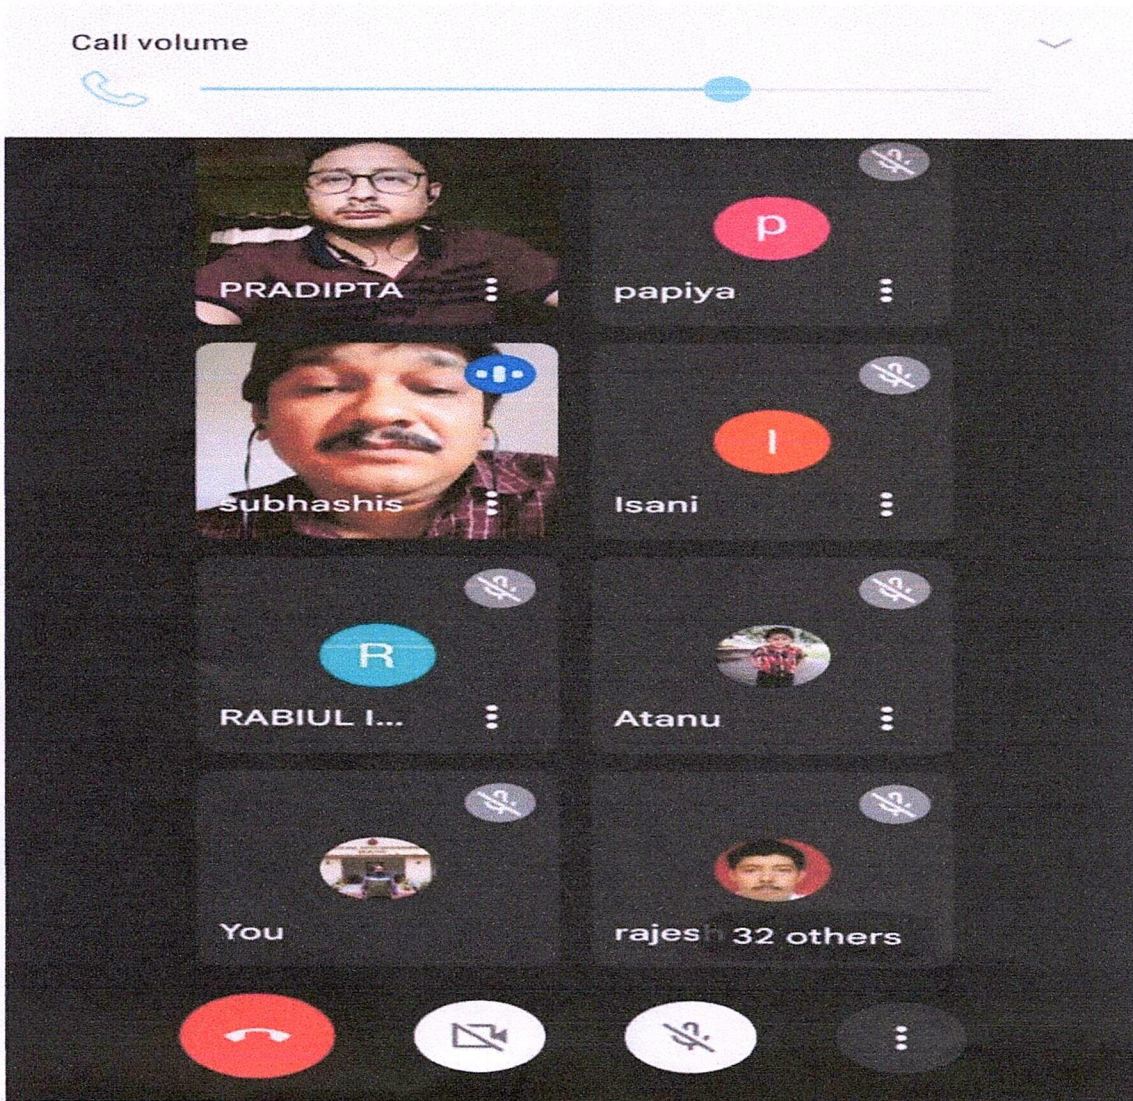 Call volume
PRADIPTA
p
papiya
subhashis
I
Isani
R
RABIUL I...
Atanu
You
rajesh
32 others